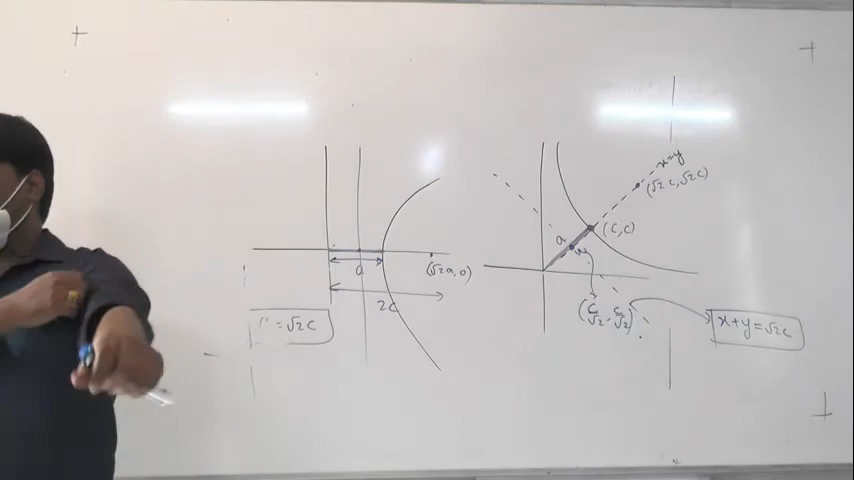 a
(√2a,0)
2C
= √2C
x=y
(√2C,√2C)
(C,C)
a
(C/√2, C/√2)
x+y=√2C